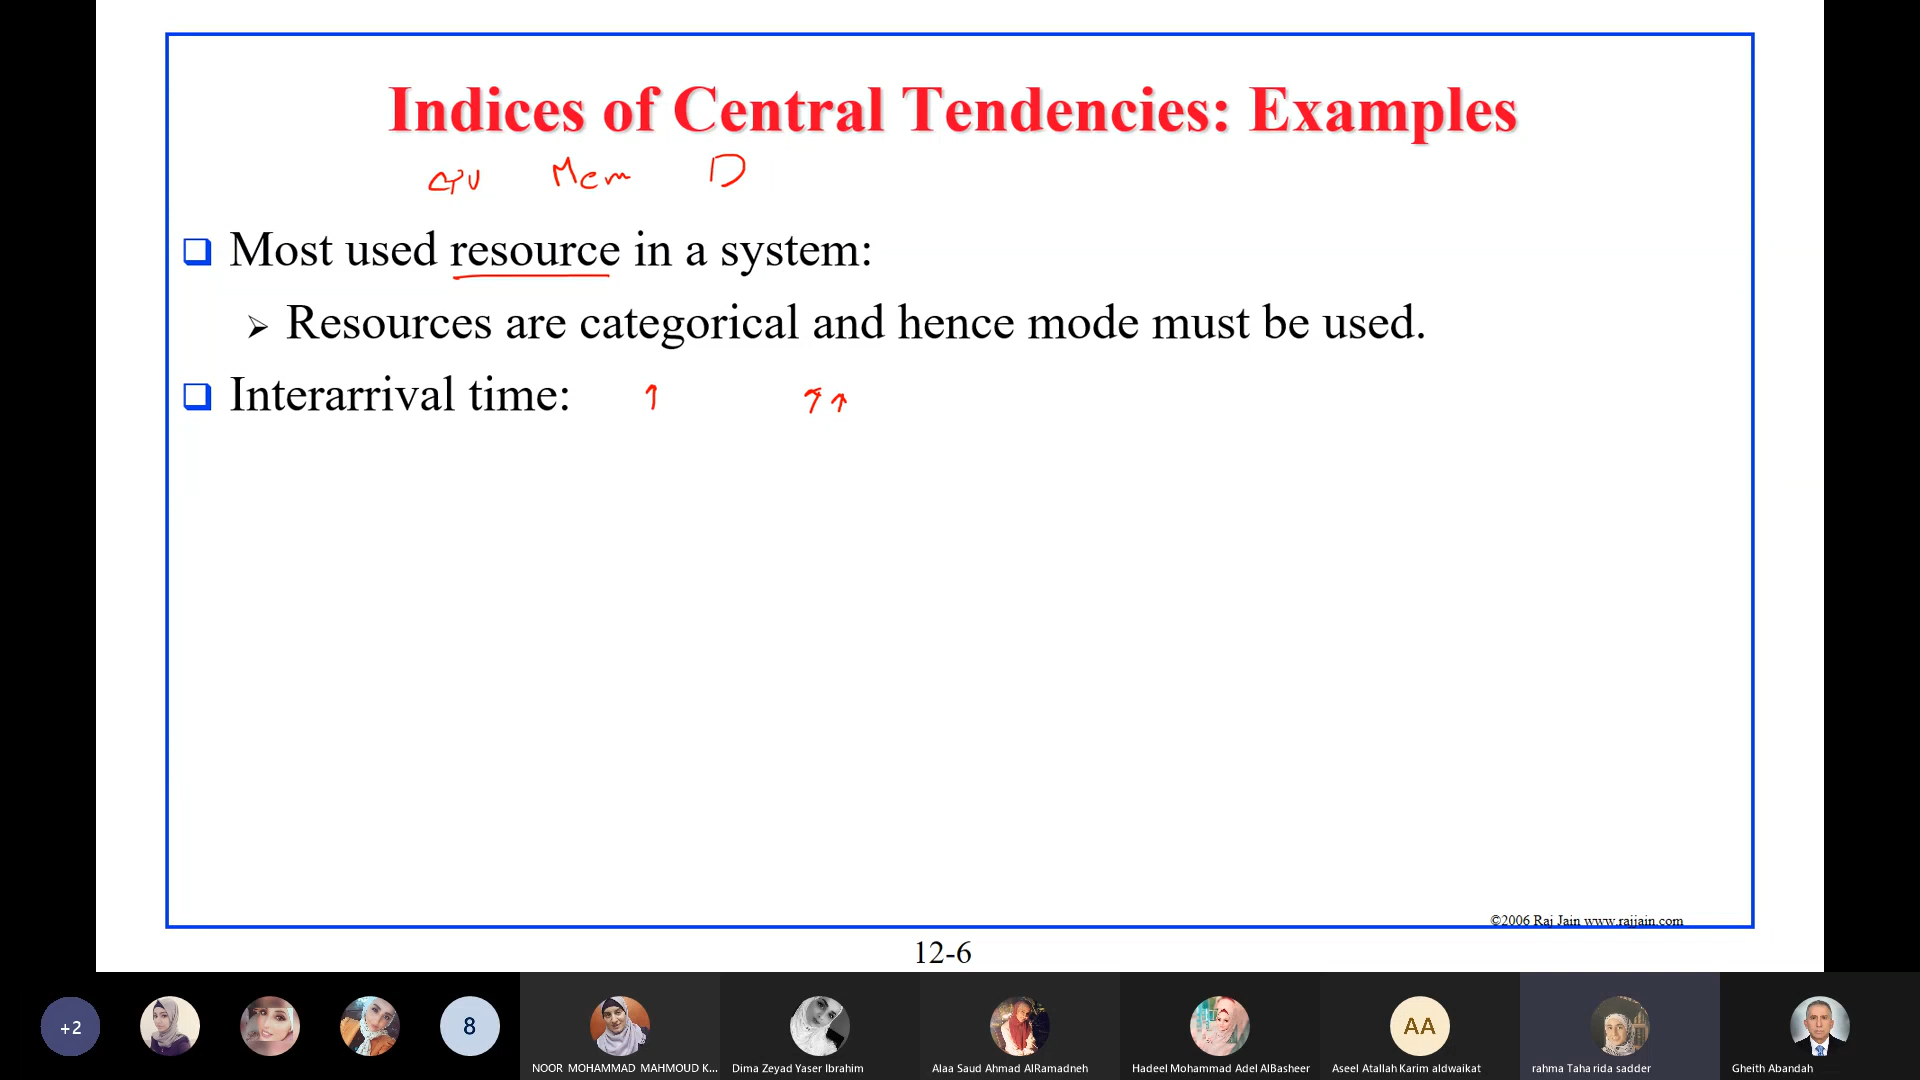 Indices of Central Tendencies: Examples
CPU Mem D
Most used resource in a system:
Resources are categorical and hence mode must be used.
Interarrival time:
©2006 Raj Jain www.rajjain.com
12-6
+2
8
AA
NOOR MOHAMMAD MAHMOUD K...
Dima Zeyad Yaser Ibrahim
Alaa Saud Ahmad AlRamadneh
Hadeel Mohammad Adel AlBasheer
Aseel Atallah Karim aldwaikat
rahma Taha rida sadder
Gheith Abandah